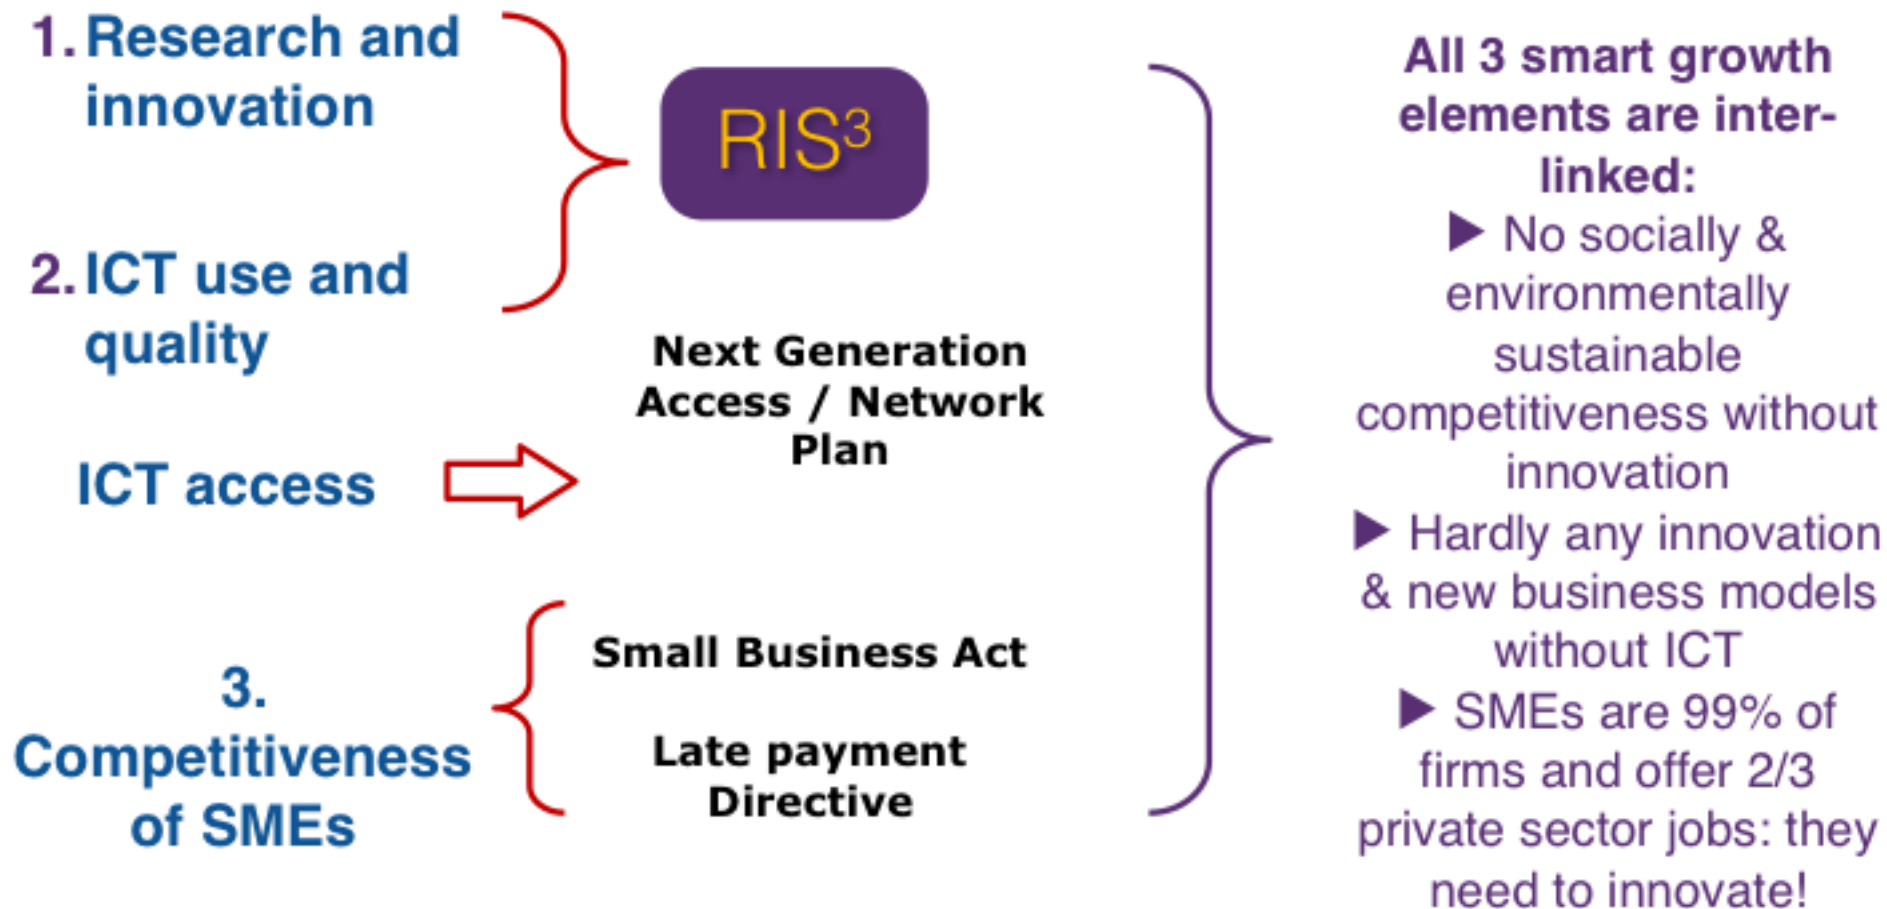 1. Research and
innovation
2. ICT use and
quality
ICT access
3.
Competitiveness
of SMEs
RIS³
Next Generation
Access / Network
Plan
Small Business Act
Late payment
Directive
All 3 smart growth
elements are inter-
linked:
▶ No socially &
environmentally
sustainable
competitiveness without
innovation
▶ Hardly any innovation
& new business models
without ICT
▶ SMEs are 99% of
firms and offer 2/3
private sector jobs: they
need to innovate!